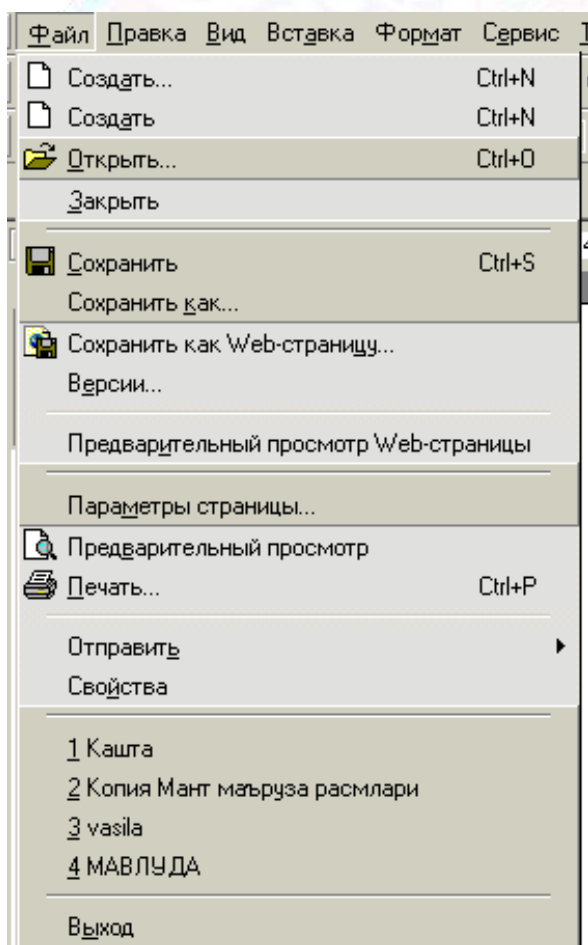 Файл Правка Вид Вставка Формат Сервис
Создать... Ctrl+N
Создать Ctrl+N
Открыть... Ctrl+O
Закрыть
Сохранить Ctrl+S
Сохранить как...
Сохранить как Web-страницу...
Версии...
Предварительный просмотр Web-страницы
Параметры страницы...
Предварительный просмотр
Печать... Ctrl+P
Отправить
Свойства
1 Кашта
2 Копия Мант маъруза расмлари
3 vasila
4 МАВЛУДА
Выход